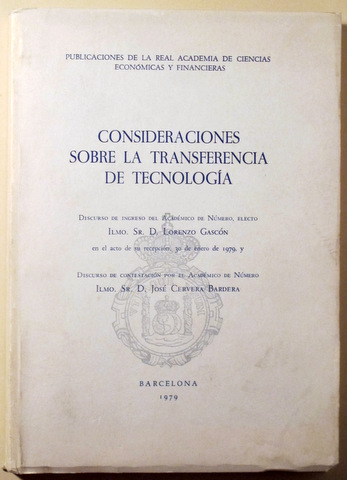 PUBLICACIONES DE LA REAL ACADEMIA DE CIENCIAS
ECONÓMICAS Y FINANCIERAS
CONSIDERACIONES
SOBRE LA TRANSFERENCIA
DE TECNOLOGÍA
DISCURSO DE INGRESO DEL ACADÉMICO DE NÚMERO, ELECTO
ILMO. SR. D. LORENZO GASCÓN
en el acto de su recepción, 30 de enero de 1979, y
DISCURSO DE CONTESTACIÓN POR EL ACADÉMICO DE NÚMERO
ILMO. SR. D. JOSÉ CERVERA BARDERA
BARCELONA
1979